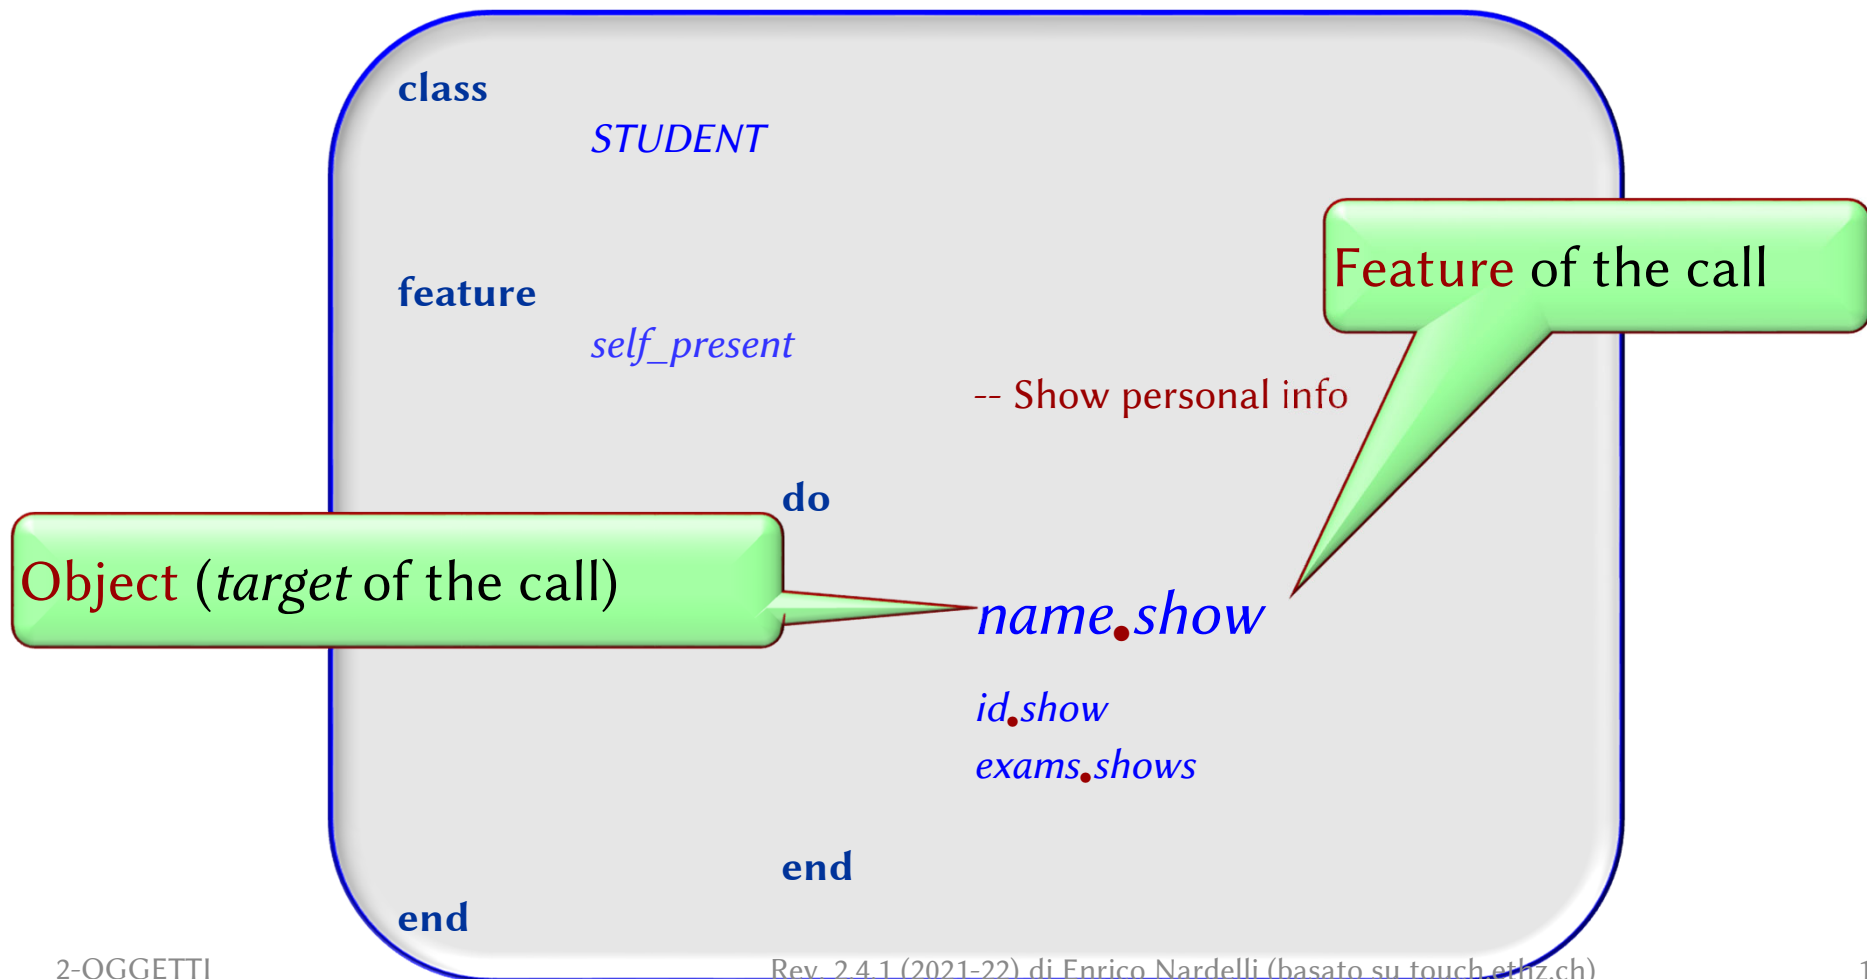 class
STUDENT
Feature of the call
feature
self_present
-- Show personal info
do
Object (target of the call)
name.show
id.show
exams.shows
end
end
2-OGGETTI
Rev. 2.4.1 (2021-22) di Enrico Nardelli (basato su touch.ethz.ch)
1